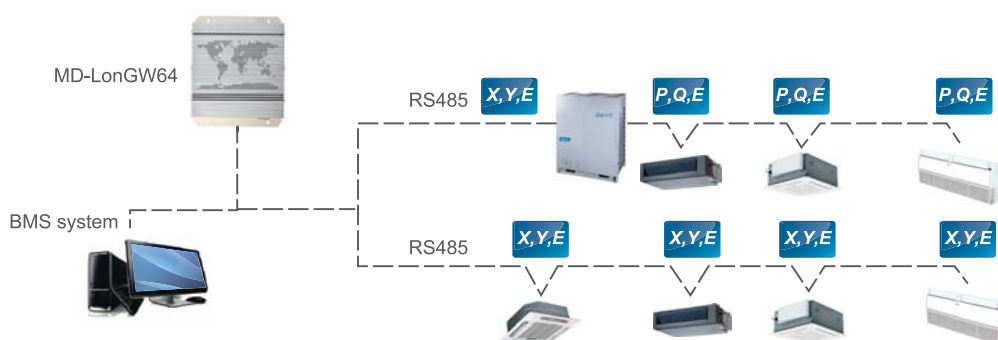 MD-LonGW64
RS485
X,Y,E
P,Q,E
P,Q,E
P,Q,E
BMS system
RS485
X,Y,E
X,Y,E
X,Y,E
X,Y,E